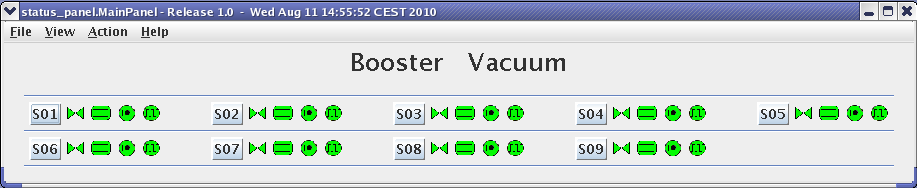 status_panel.MainPanel - Release 1.0 - Wed Aug 11 14:55:52 CEST 2010
File View Action Help
Booster Vacuum
S01 S02 S03 S04 S05
S06 S07 S08 S09